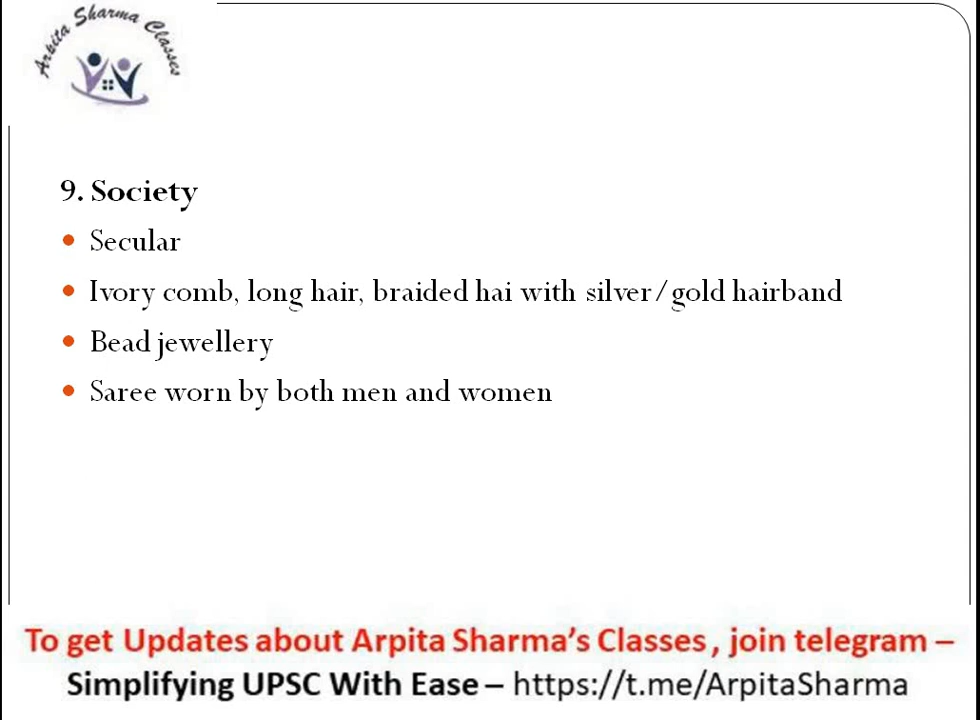 Arpita Sharma Classes
9. Society
Secular
Ivory comb, long hair, braided hai with silver/gold hairband
Bead jewellery
Saree worn by both men and women
To get Updates about Arpita Sharma's Classes, join telegram –
Simplifying UPSC With Ease – https://t.me/ArpitaSharma